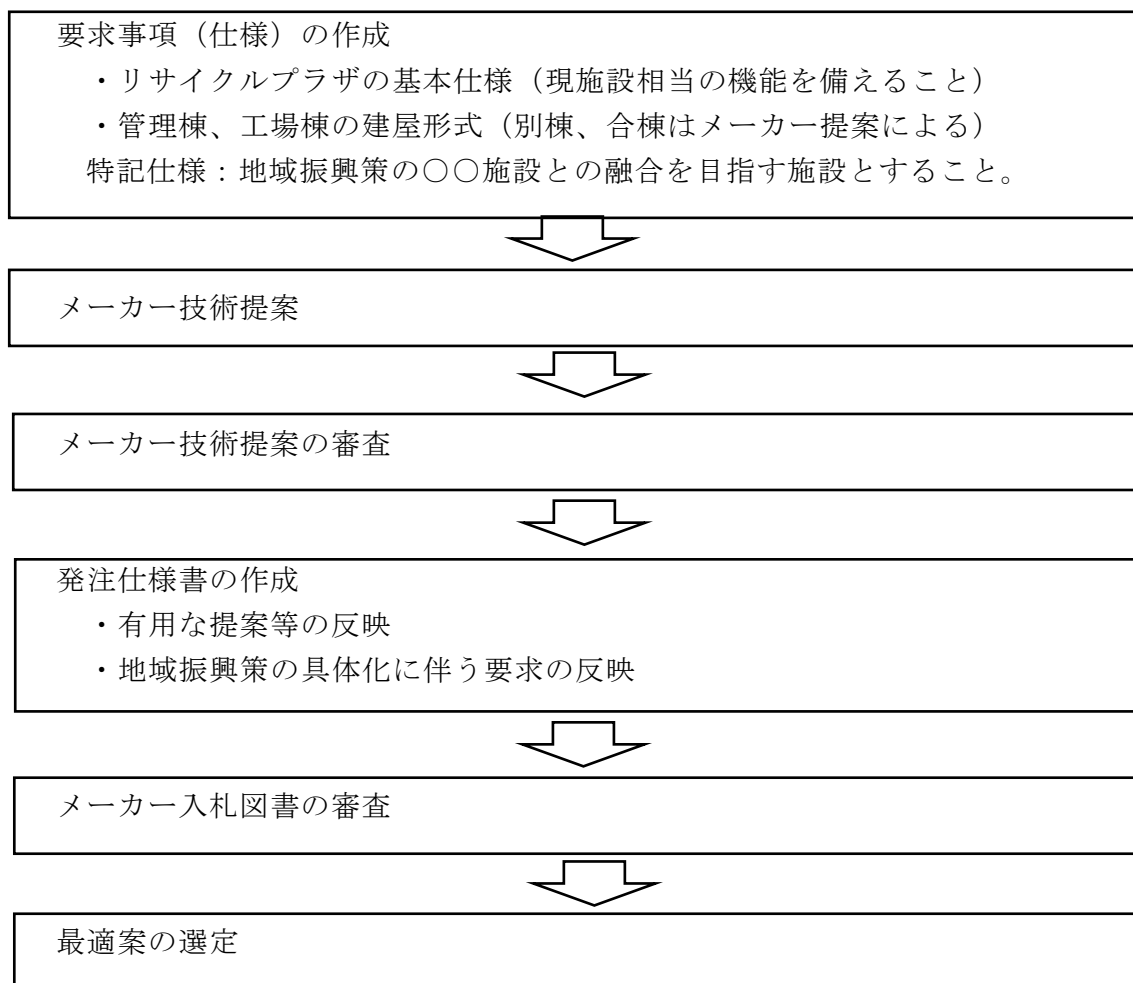 要求事項（仕様）の作成
・リサイクルプラザの基本仕様（現施設相当の機能を備えること）
・管理棟、工場棟の建屋形式（別棟、合棟はメーカー提案による）
特記仕様：地域振興策の〇〇施設との融合を目指す施設とすること。
メーカー技術提案
メーカー技術提案の審査
発注仕様書の作成
・有用な提案等の反映
・地域振興策の具体化に伴う要求の反映
メーカー入札図書の審査
最適案の選定